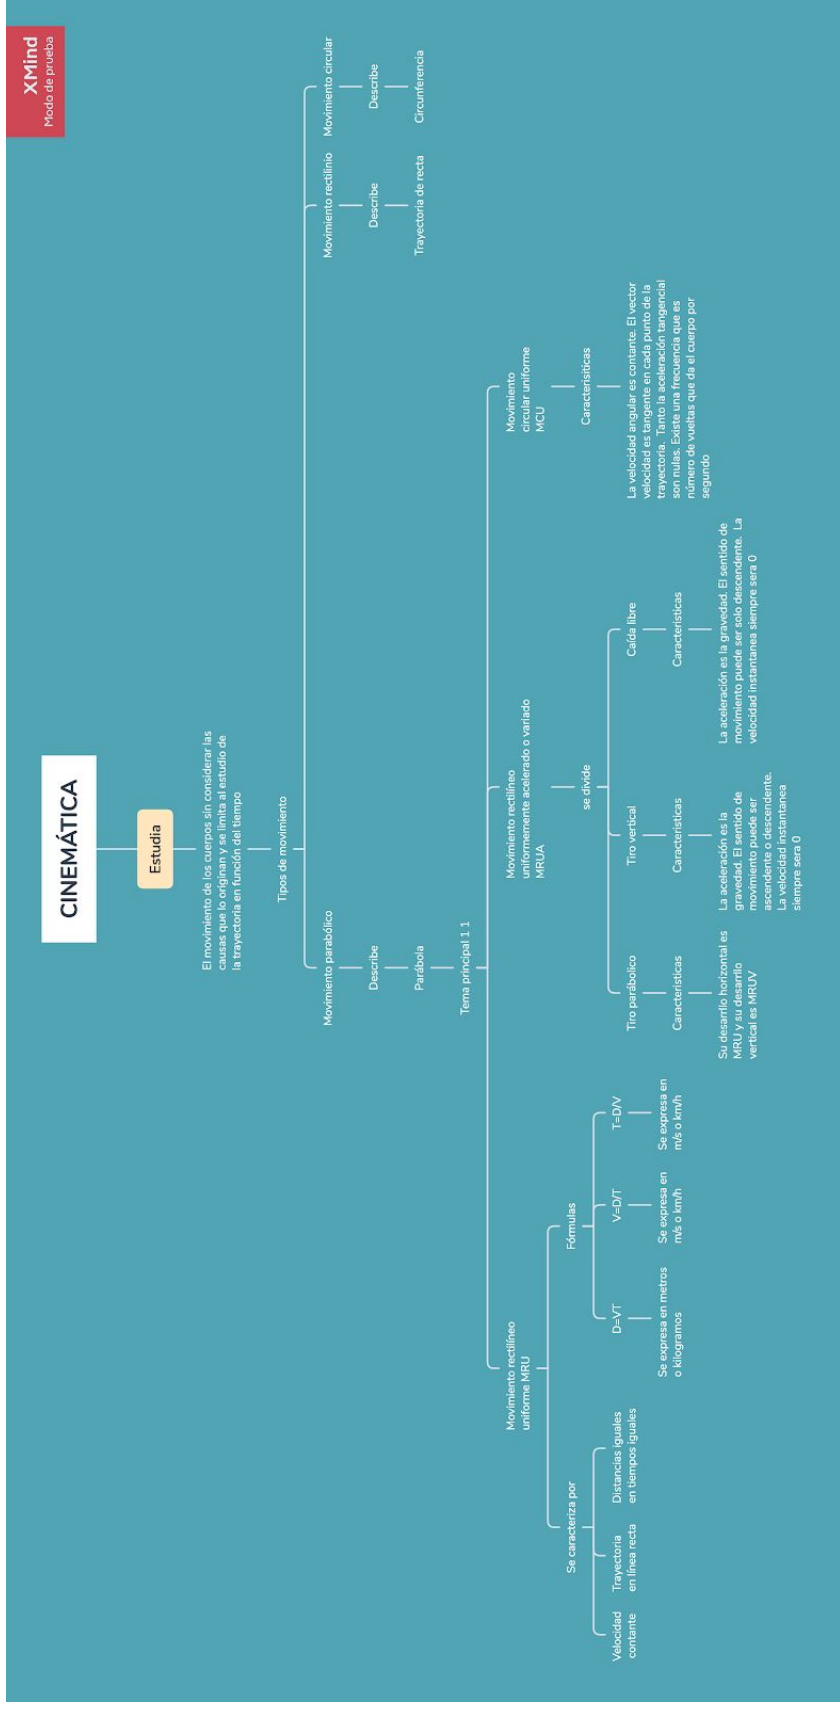 XMind
Modo de prueba
CINEMÁTICA
Estudia
El movimiento de los cuerpos sin considerar las
causas que lo originan y se limita al estudio de
la trayectoria en función del tiempo
Tipos de movimiento
Movimiento parabólico
Describe
Parábola
Tema principal 1 1
Movimiento rectilíneo
uniforme MRU
Se caracteriza por
Velocidad
contante
Trayectoria
en línea recta
Distancias iguales
en tiempos iguales
Fórmulas
D=VT
Se expresa en metros
o kilogramos
V=D/T
Se expresa en
m/s o km/h
T=D/V
Se expresa en
m/s o km/h
Movimiento rectilíneo
uniformemente acelerado o variado
MRUA
se divide
Tiro parábolico
Caracteristicas
Su desarrllo horizontal es
MRU y su desarrllo
vertical es MRUV
Tiro vertical
Caracteristicas
La aceleración es la
gravedad. El sentido de
movimiento puede ser
ascendente o descendente.
La velocidad instantanea
siempre sera 0
Caída libre
Caracteristicas
La aceleración es la gravedad. El sentido de
movimiento puede ser solo descendente. La
velocidad instantanea siempre sera 0
Movimiento
circular uniforme
MCU
Caracterisiticas
La velocidad angular es contante. El vector
velocidad es tangente en cada punto de la
trayectoria. Tanto la aceleración tangencial
son nulas. Existe una frecuencia que es
número de vueltas que da el cuerpo por
segundo
Movimiento rectilinio
Describe
Trayectoria de recta
Movimiento circular
Describe
Circunferencia